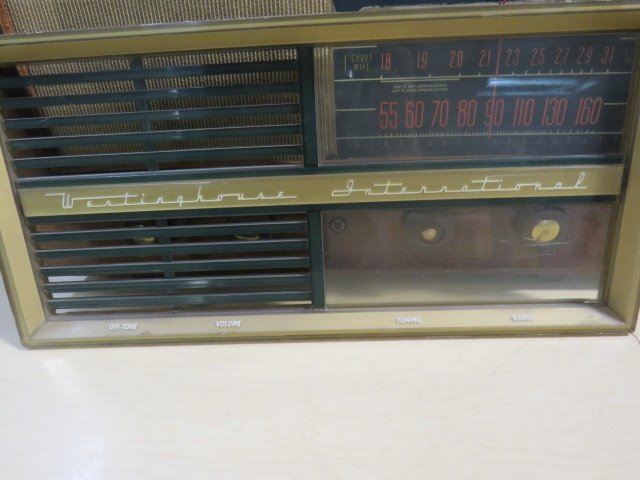 SHORT WAVE 18 19 20 21 23 25 27 29 31
55 60 70 80 90 110 130 160
Westinghouse International
OFF-TONE VOLUME TUNING BAND